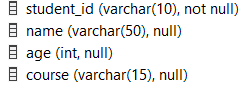 student_id (varchar(10), not null)
name (varchar(50), null)
age (int, null)
course (varchar(15), null)